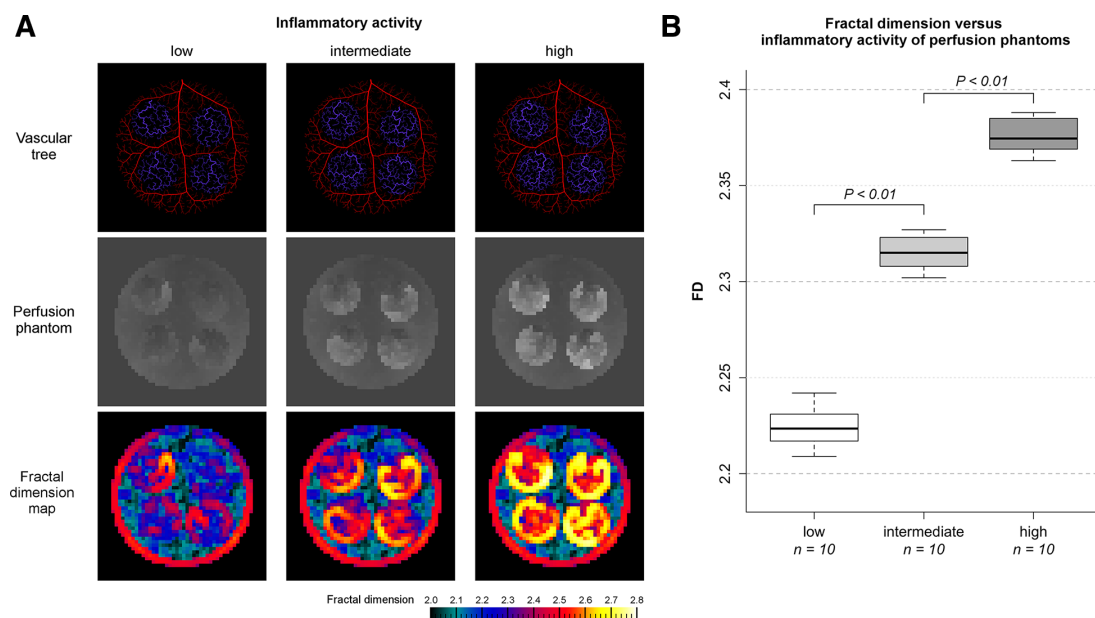 A
Inflammatory activity
low
intermediate
high
Vascular
tree
Perfusion
phantom
Fractal
dimension
map
Fractal dimension
2.0 2.1 2.2 2.3 2.4 2.5 2.6 2.7 2.8
B
Fractal dimension versus
inflammatory activity of perfusion phantoms
FD
2.4
2.35
2.3
2.25
2.2
P < 0.01
P < 0.01
low
intermediate
high
n = 10
n = 10
n = 10